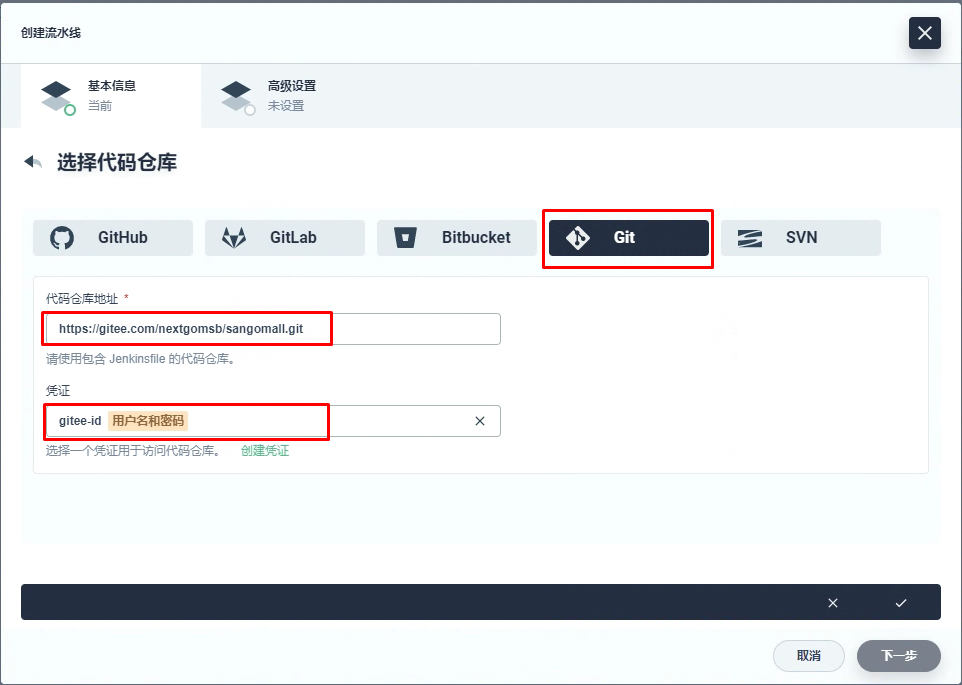 创建流水线
基本信息
当前
高级设置
未设置
选择代码仓库
GitHub
GitLab
Bitbucket
Git
SVN
代码仓库地址 *
https://gitee.com/nextgomsb/sangomall.git
请使用包含 Jenkinsfile 的代码仓库。
凭证
gitee-id 用户名和密码
选择一个凭证用于访问代码仓库。 创建凭证
取消
下一步